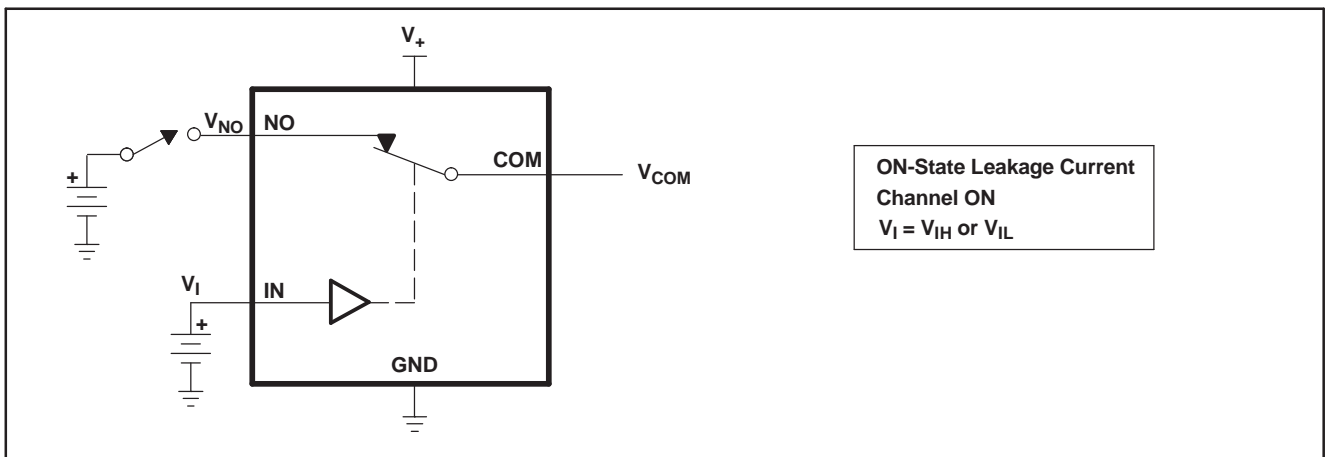 V+
VNO NO
COM
VCOM
+
VI
IN
+
GND
ON-State Leakage Current
Channel ON
VI = VIH or VIL